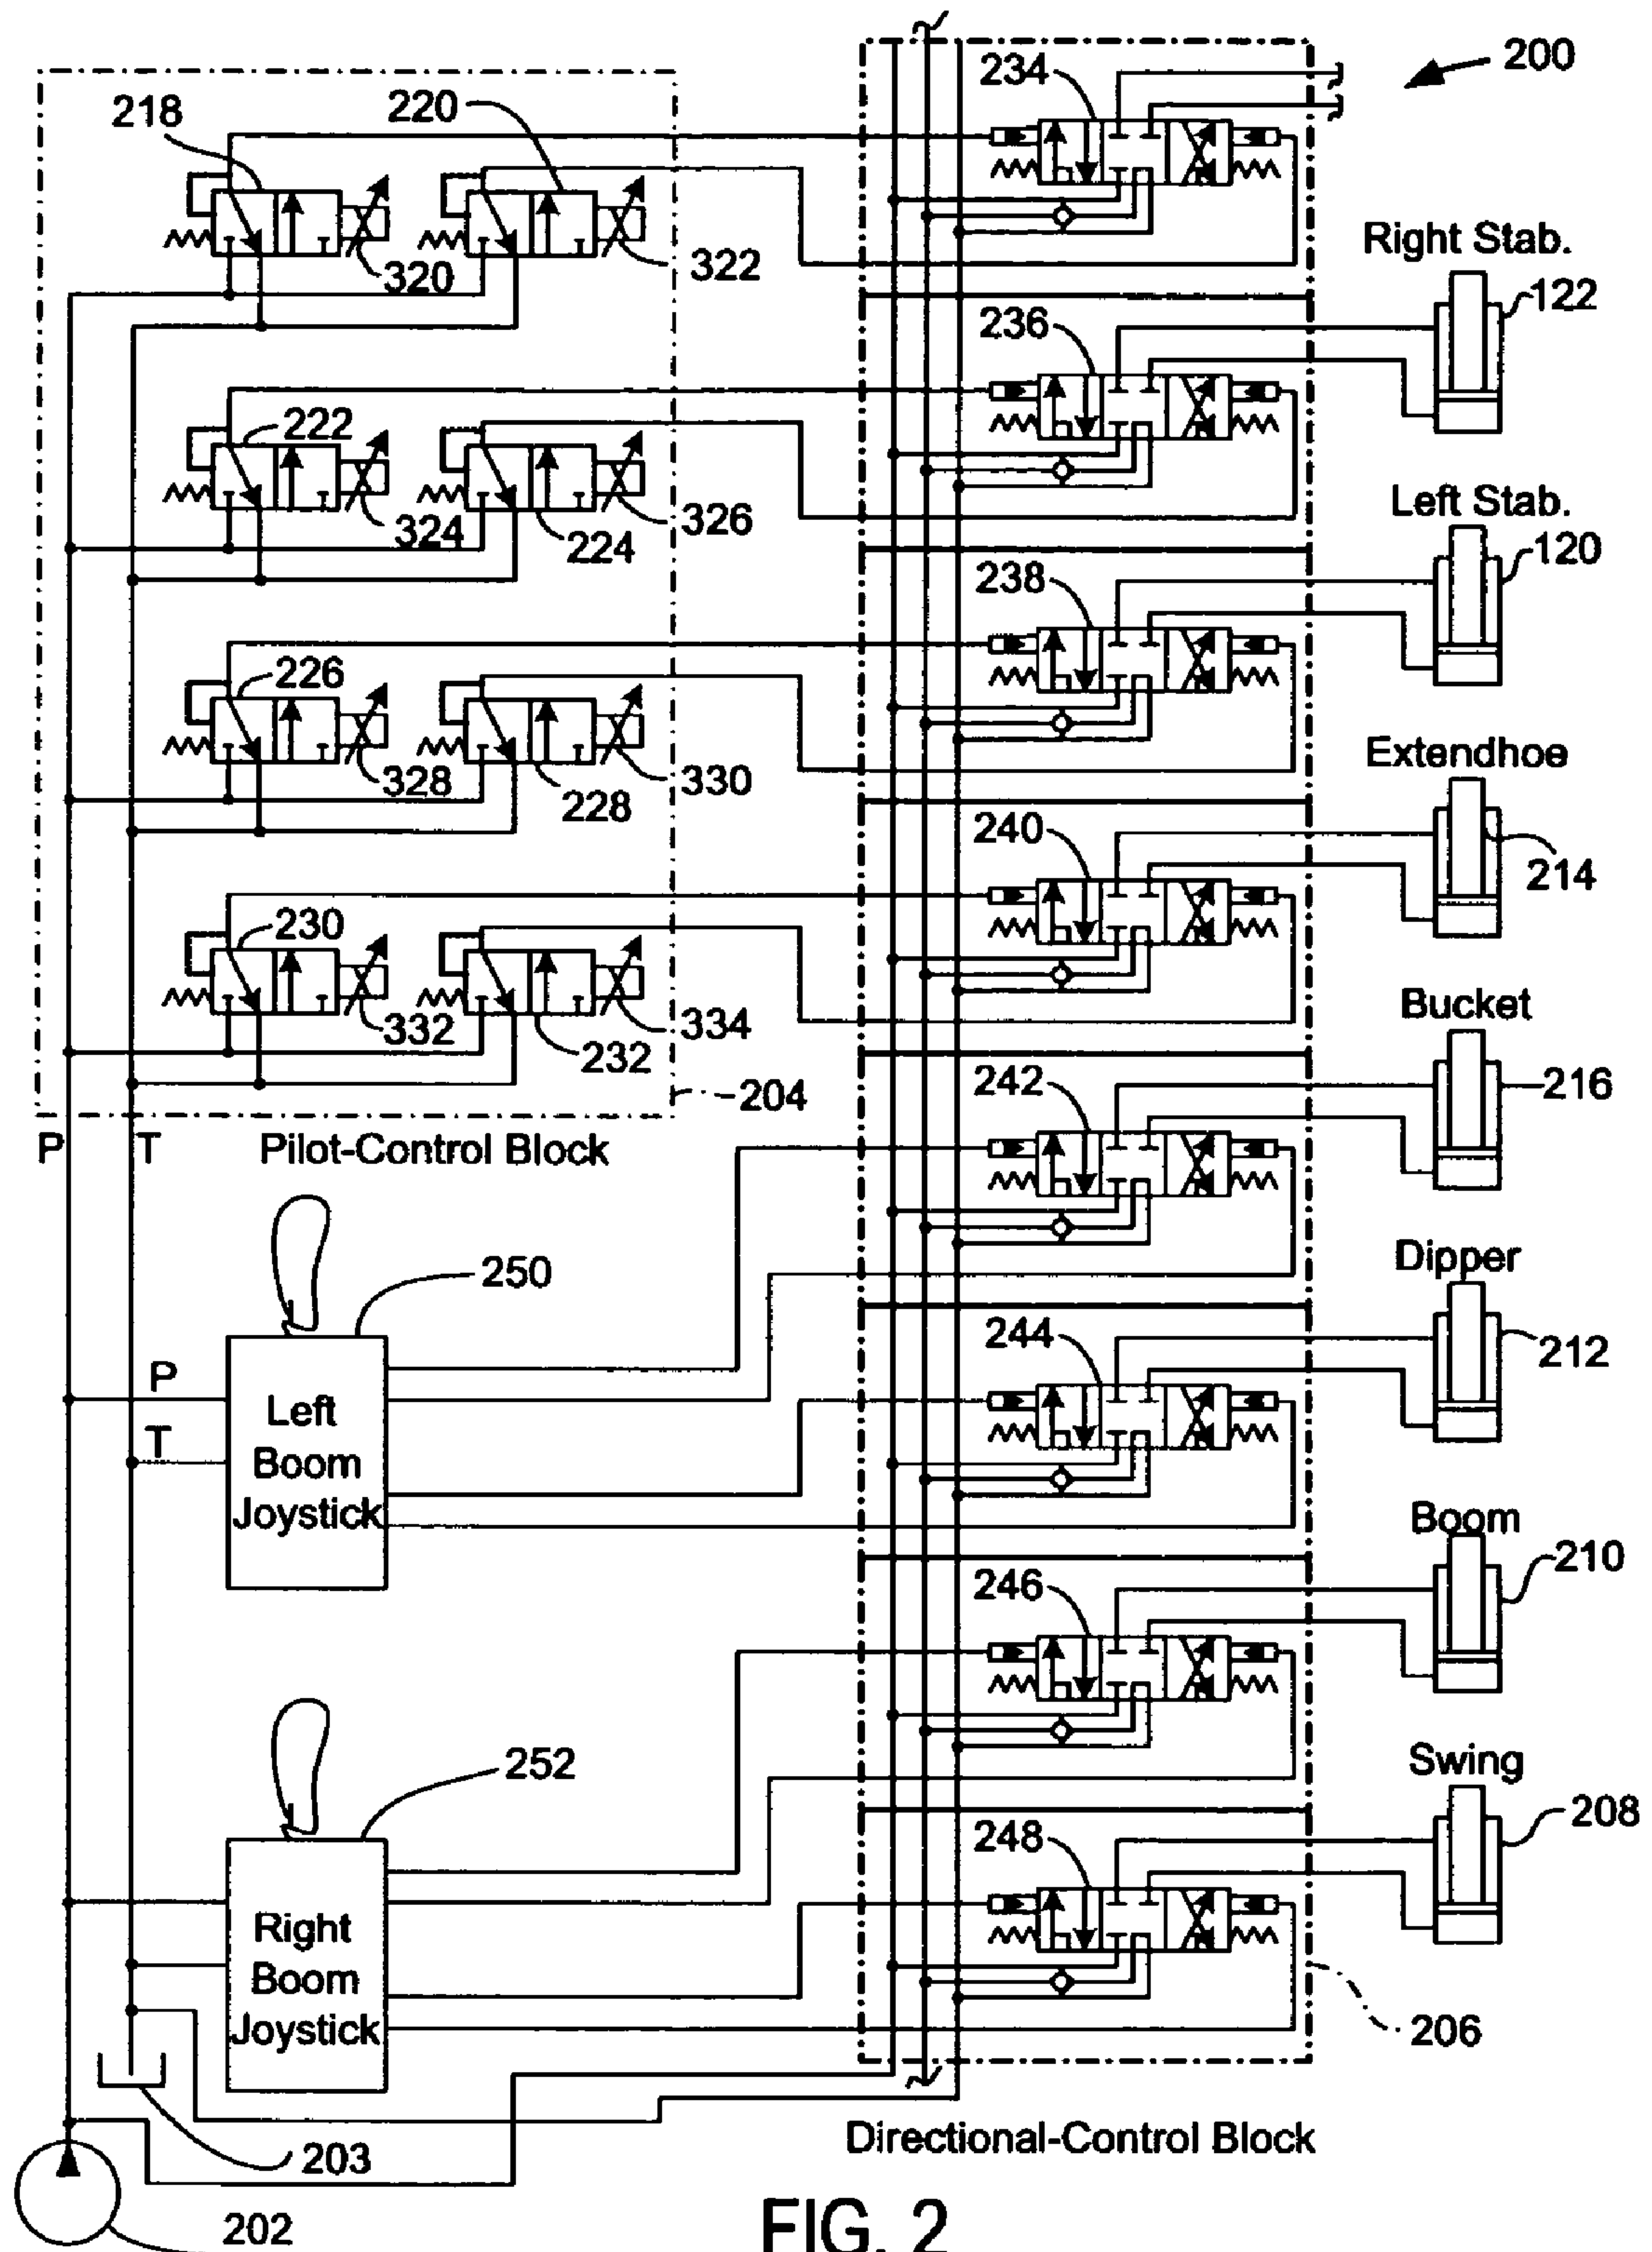 200
234
218
220
320
322
Right Stab.
122
236
222
324
224
326
Left Stab.
120
238
226
328
228
330
Extendhoe
214
240
230
332
232
334
204
Bucket
216
242
P
T
Pilot-Control Block
250
Dipper
212
244
P
T
Left
Boom
Joystick
Boom
210
246
252
Swing
208
248
Right
Boom
Joystick
206
203
202
Directional-Control Block
FIG. 2